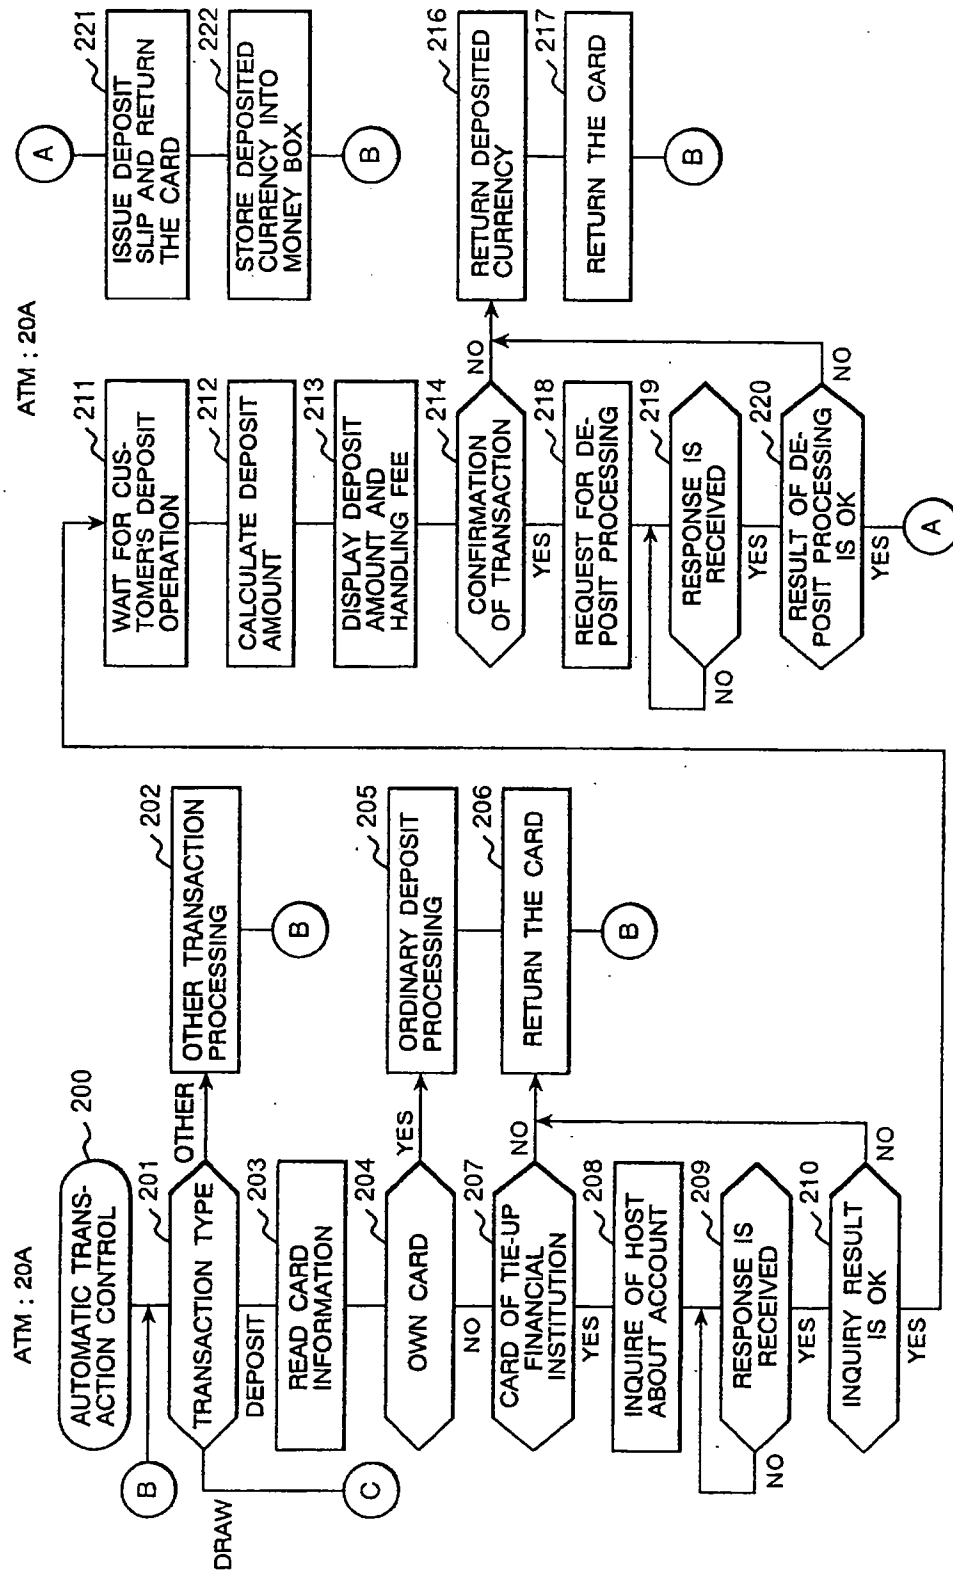 ATM : 20A
AUTOMATIC TRANS-
ACTION CONTROL
200
B
201
TRANSACTION TYPE
OTHER
202
OTHER TRANSACTION
PROCESSING
B
DRAW
C
DEPOSIT
203
READ CARD
INFORMATION
204
OWN CARD
YES
205
ORDINARY DEPOSIT
PROCESSING
NO
207
CARD OF TIE-UP
FINANCIAL
INSTITUTION
NO
206
RETURN THE CARD
B
YES
208
INQUIRE OF HOST
ABOUT ACCOUNT
209
RESPONSE IS
RECEIVED
NO
YES
210
INQUIRY RESULT
IS OK
NO
YES
ATM : 20A
211
WAIT FOR CUS-
TOMER'S DEPOSIT
OPERATION
212
CALCULATE DEPOSIT
AMOUNT
213
DISPLAY DEPOSIT
AMOUNT AND
HANDLING FEE
214
CONFIRMATION
OF TRANSACTION
NO
216
RETURN DEPOSITED
CURRENCY
217
RETURN THE CARD
B
YES
218
REQUEST FOR DE-
POSIT PROCESSING
219
RESPONSE IS
RECEIVED
NO
YES
220
RESULT OF DE-
POSIT PROCESSING
IS OK
NO
YES
A
A
221
ISSUE DEPOSIT
SLIP AND RETURN
THE CARD
222
STORE DEPOSITED
CURRENCY INTO
MONEY BOX
B